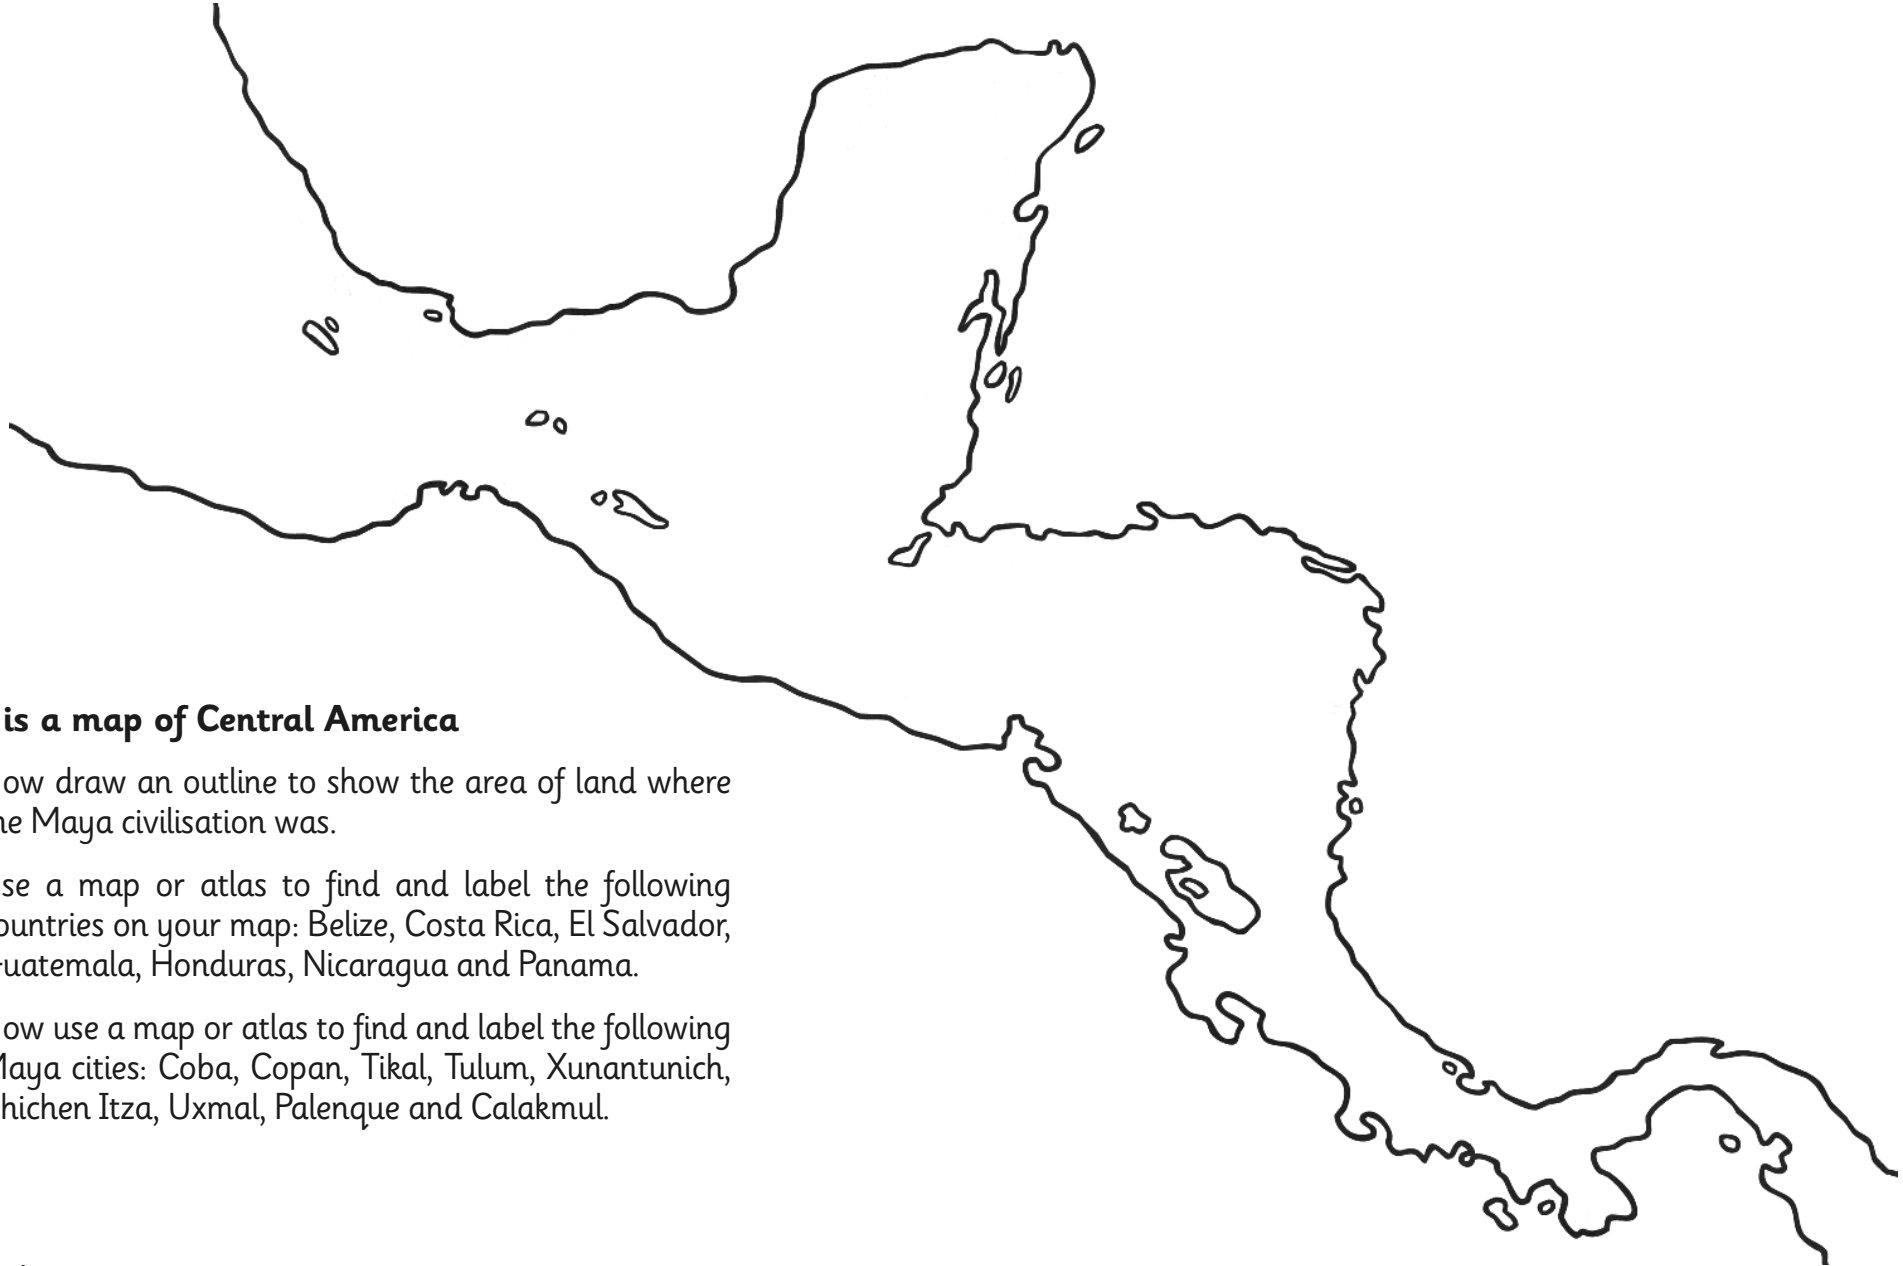 is a map of Central America
ow draw an outline to show the area of land where
he Maya civilisation was.
se a map or atlas to find and label the following
ountries on your map: Belize, Costa Rica, El Salvador,
uatemala, Honduras, Nicaragua and Panama.
ow use a map or atlas to find and label the following
Maya cities: Coba, Copan, Tikal, Tulum, Xunantunich,
hichen Itza, Uxmal, Palenque and Calakmul.